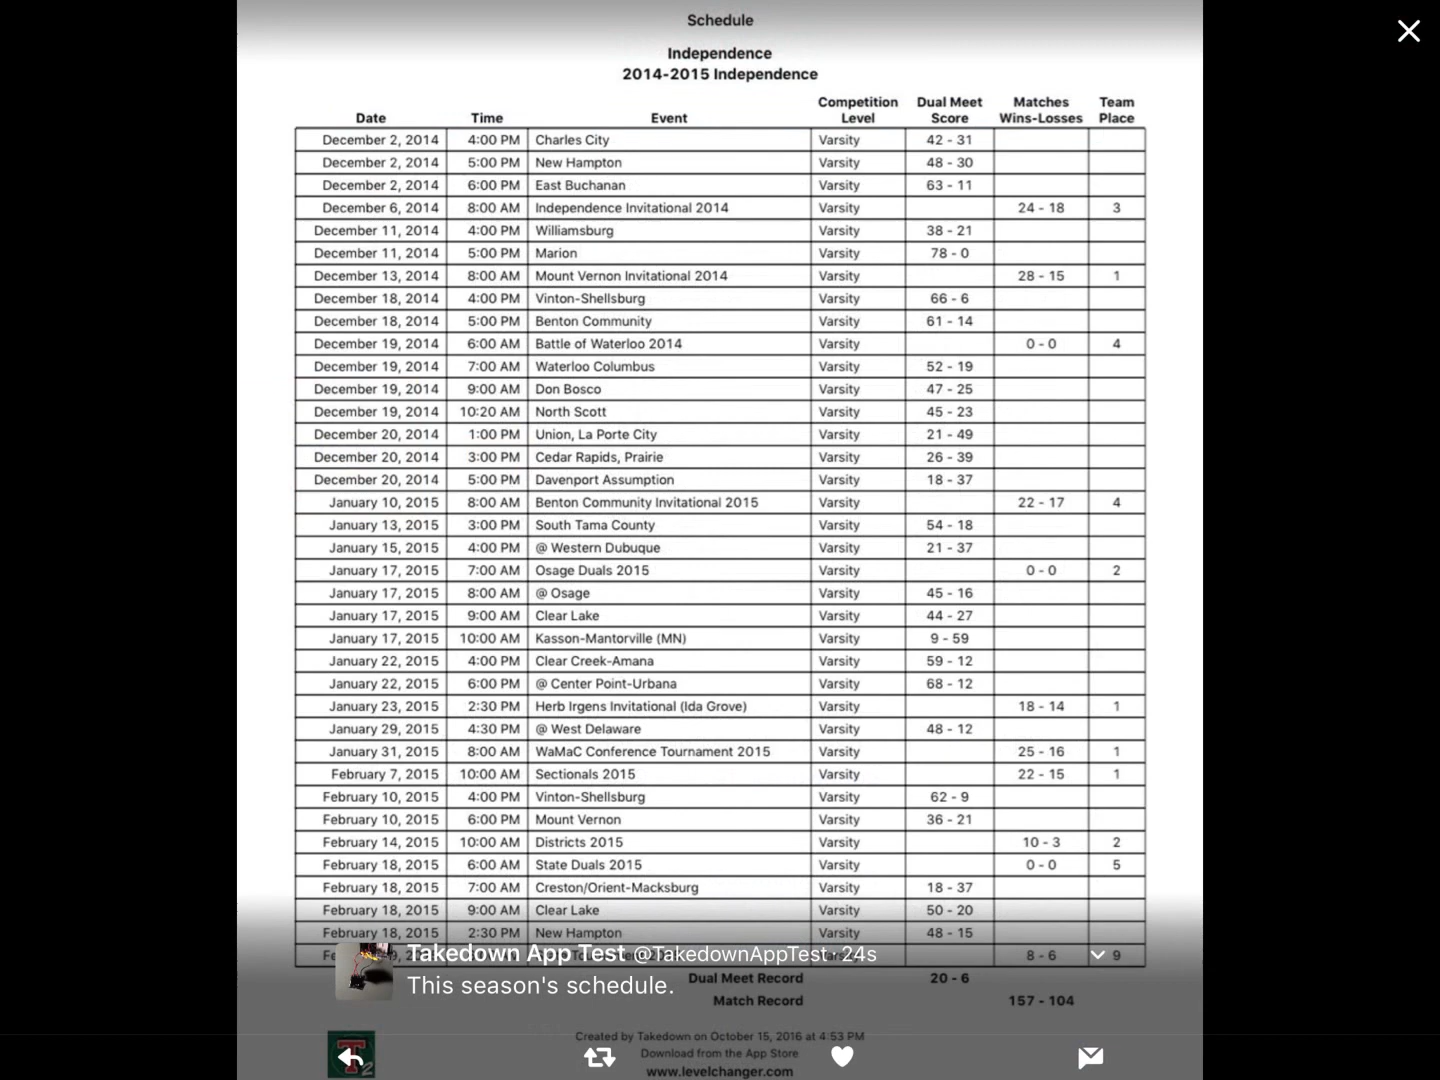 Schedule
Independence
2014-2015 Independence
Date Time Event Competition Level Dual Meet Score Matches Wins-Losses Team Place
December 2, 2014 4:00 PM Charles City Varsity 42 - 31
December 2, 2014 5:00 PM New Hampton Varsity 48 - 30
December 2, 2014 6:00 PM East Buchanan Varsity 63 - 11
December 6, 2014 8:00 AM Independence Invitational 2014 Varsity 24 - 18 3
December 11, 2014 4:00 PM Williamsburg Varsity 38 - 21
December 11, 2014 5:00 PM Marion Varsity 78 - 0
December 13, 2014 8:00 AM Mount Vernon Invitational 2014 Varsity 28 - 15 1
December 18, 2014 4:00 PM Vinton-Shellsburg Varsity 66 - 6
December 18, 2014 5:00 PM Benton Community Varsity 61 - 14
December 19, 2014 6:00 AM Battle of Waterloo 2014 Varsity 0 - 0 4
December 19, 2014 7:00 AM Waterloo Columbus Varsity 52 - 19
December 19, 2014 9:00 AM Don Bosco Varsity 47 - 25
December 19, 2014 10:20 AM North Scott Varsity 45 - 23
December 20, 2014 1:00 PM Union, La Porte City Varsity 21 - 49
December 20, 2014 3:00 PM Cedar Rapids, Prairie Varsity 26 - 39
December 20, 2014 5:00 PM Davenport Assumption Varsity 18 - 37
January 10, 2015 8:00 AM Benton Community Invitational 2015 Varsity 22 - 17 4
January 13, 2015 3:00 PM South Tama County Varsity 54 - 18
January 15, 2015 4:00 PM @ Western Dubuque Varsity 21 - 37
January 17, 2015 7:00 AM Osage Duals 2015 Varsity 0 - 0 2
January 17, 2015 8:00 AM @ Osage Varsity 45 - 16
January 17, 2015 9:00 AM Clear Lake Varsity 44 - 27
January 17, 2015 10:00 AM Kasson-Mantorville (MN) Varsity 9 - 59
January 22, 2015 4:00 PM Clear Creek-Amana Varsity 59 - 12
January 22, 2015 6:00 PM @ Center Point-Urbana Varsity 68 - 12
January 23, 2015 2:30 PM Herb Irgens Invitational (Ida Grove) Varsity 18 - 14 1
January 29, 2015 4:30 PM @ West Delaware Varsity 48 - 12
January 31, 2015 8:00 AM WaMaC Conference Tournament 2015 Varsity 25 - 16 1
February 7, 2015 10:00 AM Sectionals 2015 Varsity 22 - 15 1
February 10, 2015 4:00 PM Vinton-Shellsburg Varsity 62 - 9
February 10, 2015 6:00 PM Mount Vernon Varsity 36 - 21
February 14, 2015 10:00 AM Districts 2015 Varsity 10 - 3 2
February 18, 2015 6:00 AM State Duals 2015 Varsity 0 - 0 5
February 18, 2015 7:00 AM Creston/Orient-Macksburg Varsity 18 - 37
February 18, 2015 9:00 AM Clear Lake Varsity 50 - 20
February 18, 2015 2:30 PM New Hampton Varsity 48 - 15
8 - 6 9
Takedown App Test @TakedownAppTest · 24s
This season's schedule.
Dual Meet Record 20 - 6
Match Record 157 - 104
Created by Takedown on October 15, 2016 at 4:53 PM
Download from the App Store
www.levelchanger.com
T2